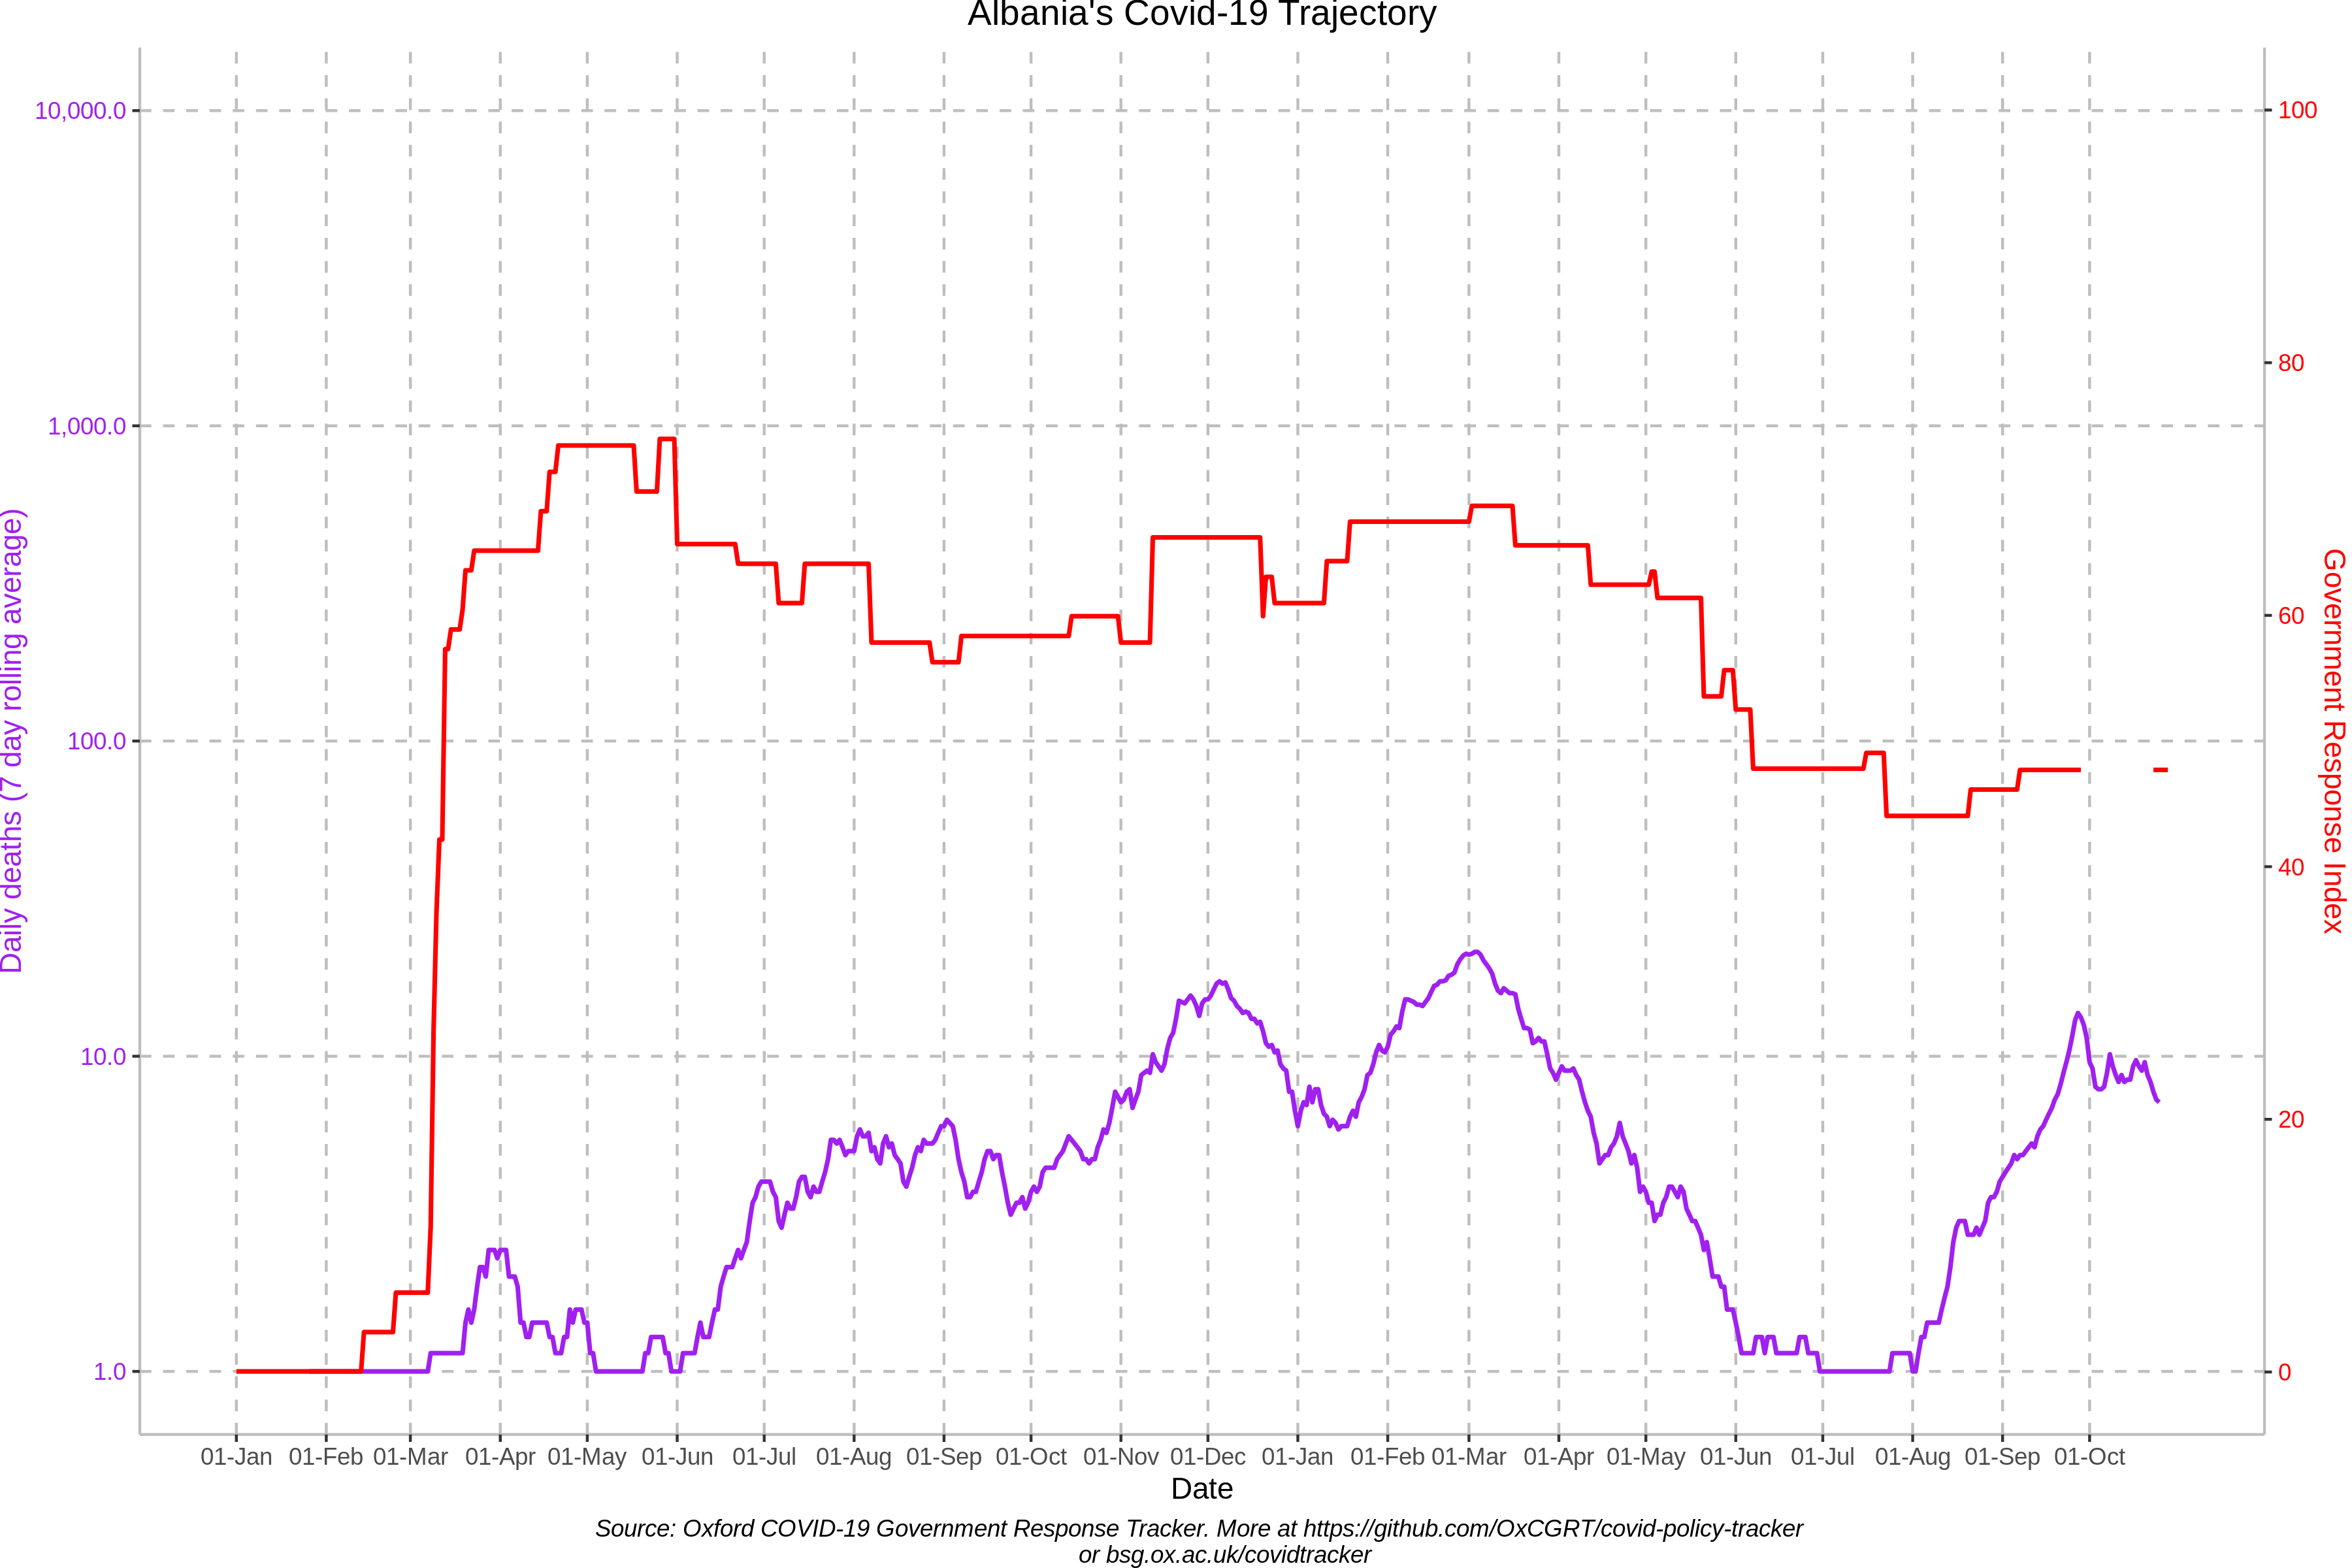 Albania's Covid-19 Trajectory
10,000.0
1,000.0
100.0
10.0
1.0
Daily deaths (7 day rolling average)
100
80
60
40
20
0
Government Response Index
01-Jan 01-Feb 01-Mar 01-Apr 01-May 01-Jun 01-Jul 01-Aug 01-Sep 01-Oct 01-Nov 01-Dec 01-Jan 01-Feb 01-Mar 01-Apr 01-May 01-Jun 01-Jul 01-Aug 01-Sep 01-Oct
Date
Source: Oxford COVID-19 Government Response Tracker. More at https://github.com/OxCGRT/covid-policy-tracker
or bsg.ox.ac.uk/covidtracker